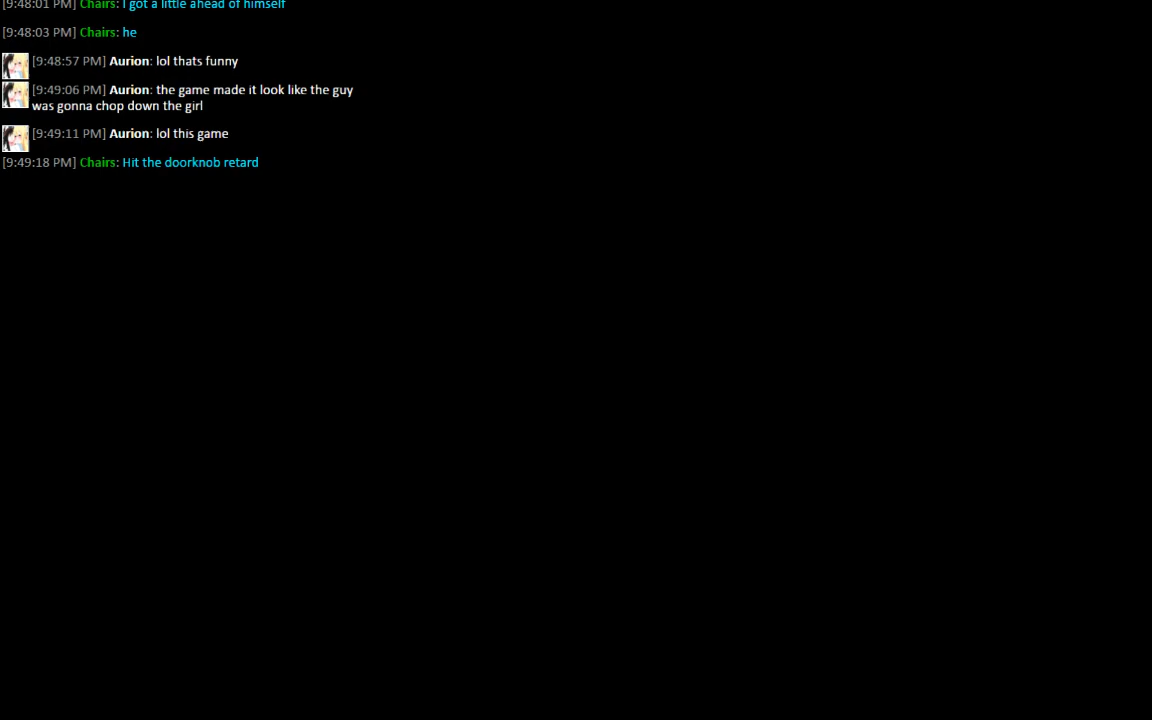 [9:48:01 PM] Chairs: I got a little ahead of himself
[9:48:03 PM] Chairs: he
[9:48:57 PM] Aurion: lol thats funny
[9:49:06 PM] Aurion: the game made it look like the guy
was gonna chop down the girl
[9:49:11 PM] Aurion: lol this game
[9:49:18 PM] Chairs: Hit the doorknob retard